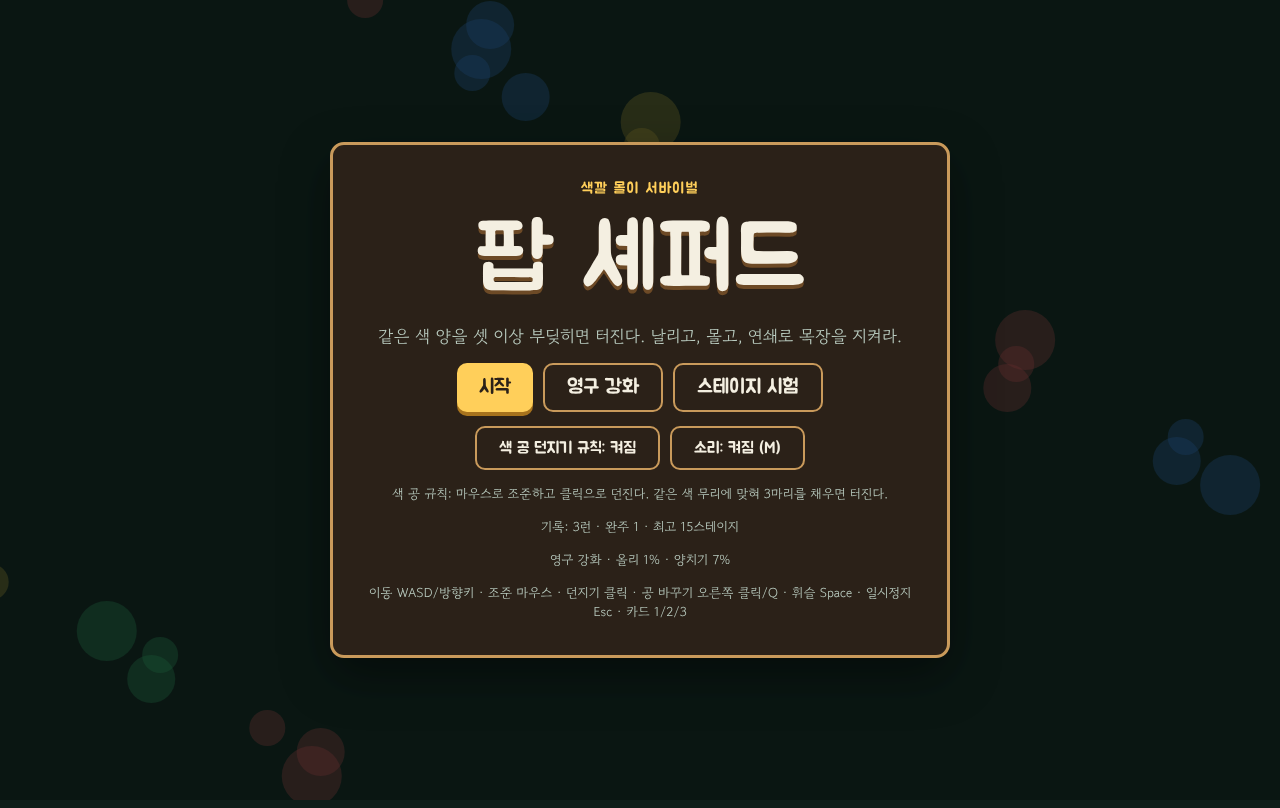 색깔 몰이 서바이벌
팝 셰퍼드
같은 색 양을 셋 이상 부딪히면 터진다. 날리고, 몰고, 연쇄로 목장을 지켜라.
시작
영구 강화
스테이지 시험
색 공 던지기 규칙: 켜짐
소리: 켜짐 (M)
색 공 규칙: 마우스로 조준하고 클릭으로 던진다. 같은 색 무리에 맞혀 3마리를 채우면 터진다.
기록: 3런 · 완주 1 · 최고 15스테이지
영구 강화 · 울리 1% · 양치기 7%
이동 WASD/방향키 · 조준 마우스 · 던지기 클릭 · 공 바꾸기 오른쪽 클릭/Q · 휘슬 Space · 일시정지
Esc · 카드 1/2/3